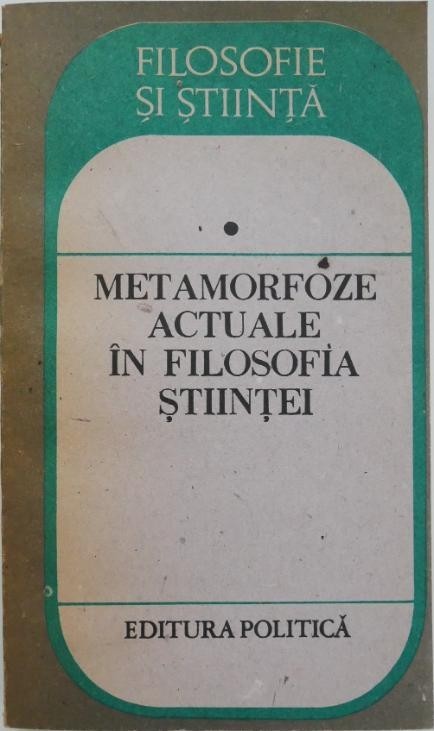 FILOSOFIE
ȘI ȘTIINȚĂ
METAMORFOZE
ACTUALE
ÎN FILOSOFIA
ȘTIINȚEI
EDITURA POLITICĂ